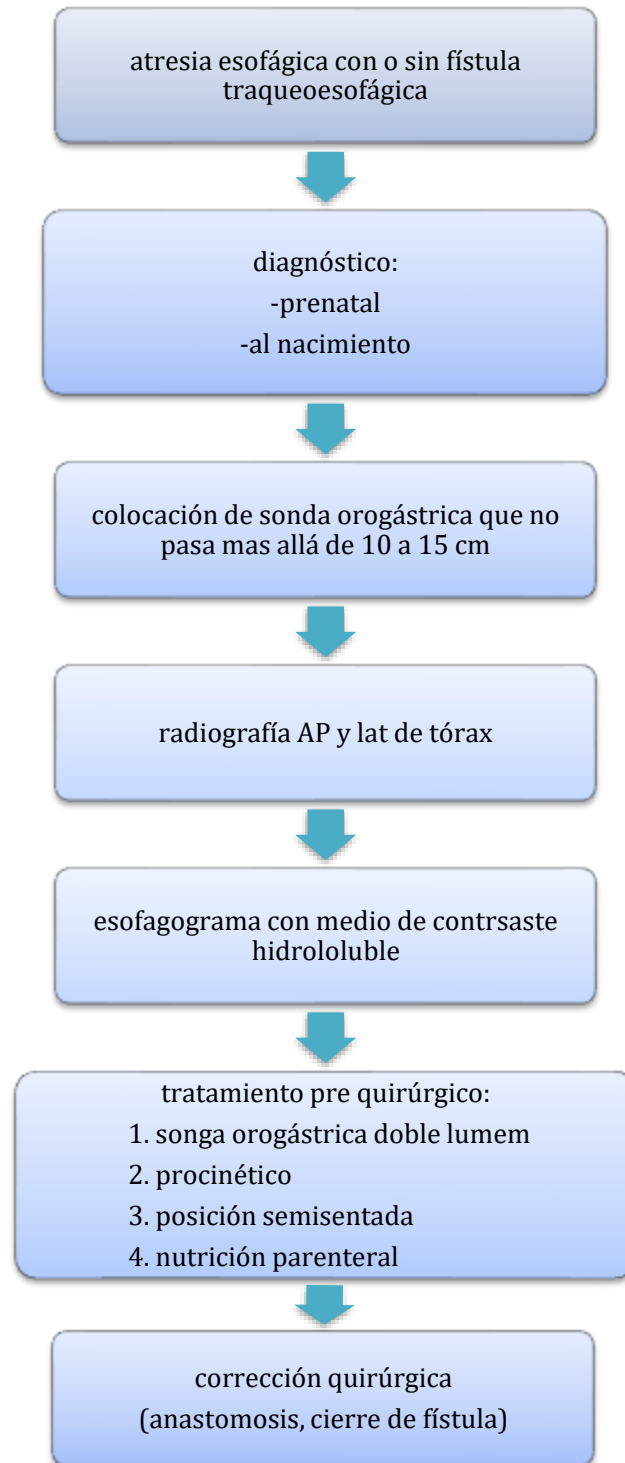 atresia esofágica con o sin fístula
traqueoesofágica
diagnóstico:
-prenatal
-al nacimiento
colocación de sonda orogástrica que no
pasa mas allá de 10 a 15 cm
radiografía AP y lat de tórax
esofagograma con medio de contrsaste
hidrololuble
tratamiento pre quirúrgico:
1. songa orogástrica doble lumem
2. procinético
3. posición semisentada
4. nutrición parenteral
corrección quirúrgica
(anastomosis, cierre de fístula)